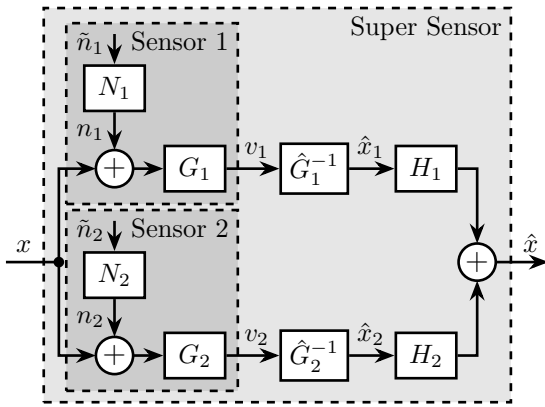 Super Sensor
ñ₁ Sensor 1
N₁
n₁
+ G₁ v₁ Ĝ₁⁻¹ x̂₁ H₁
x
ñ₂ Sensor 2
+ x̂
N₂
n₂
+ G₂ v₂ Ĝ₂⁻¹ x̂₂ H₂